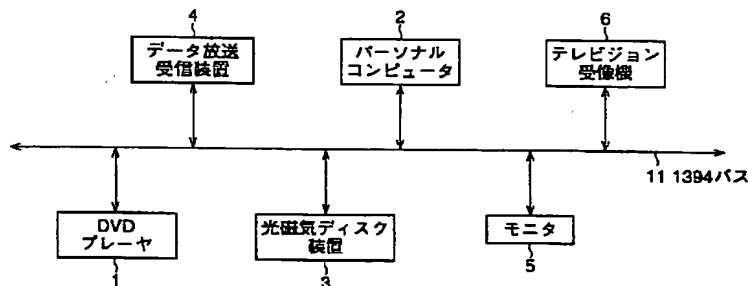 4
データ放送
受信装置
2
パーソナル
コンピュータ
6
テレビジョン
受像機
11 1394バス
DVD
プレーヤ
1
光磁気ディスク
装置
3
モニタ
5